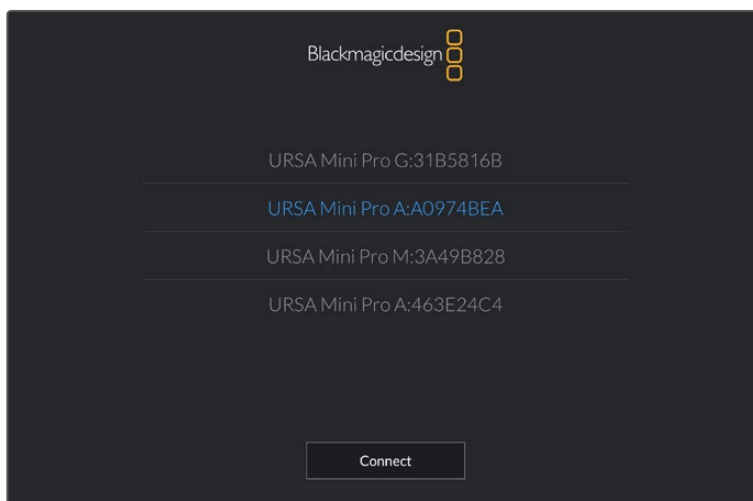 Blackmagicdesign
URSA Mini Pro G:31B5816B
URSA Mini Pro A:A0974BEA
URSA Mini Pro M:3A49B828
URSA Mini Pro A:463E24C4
Connect